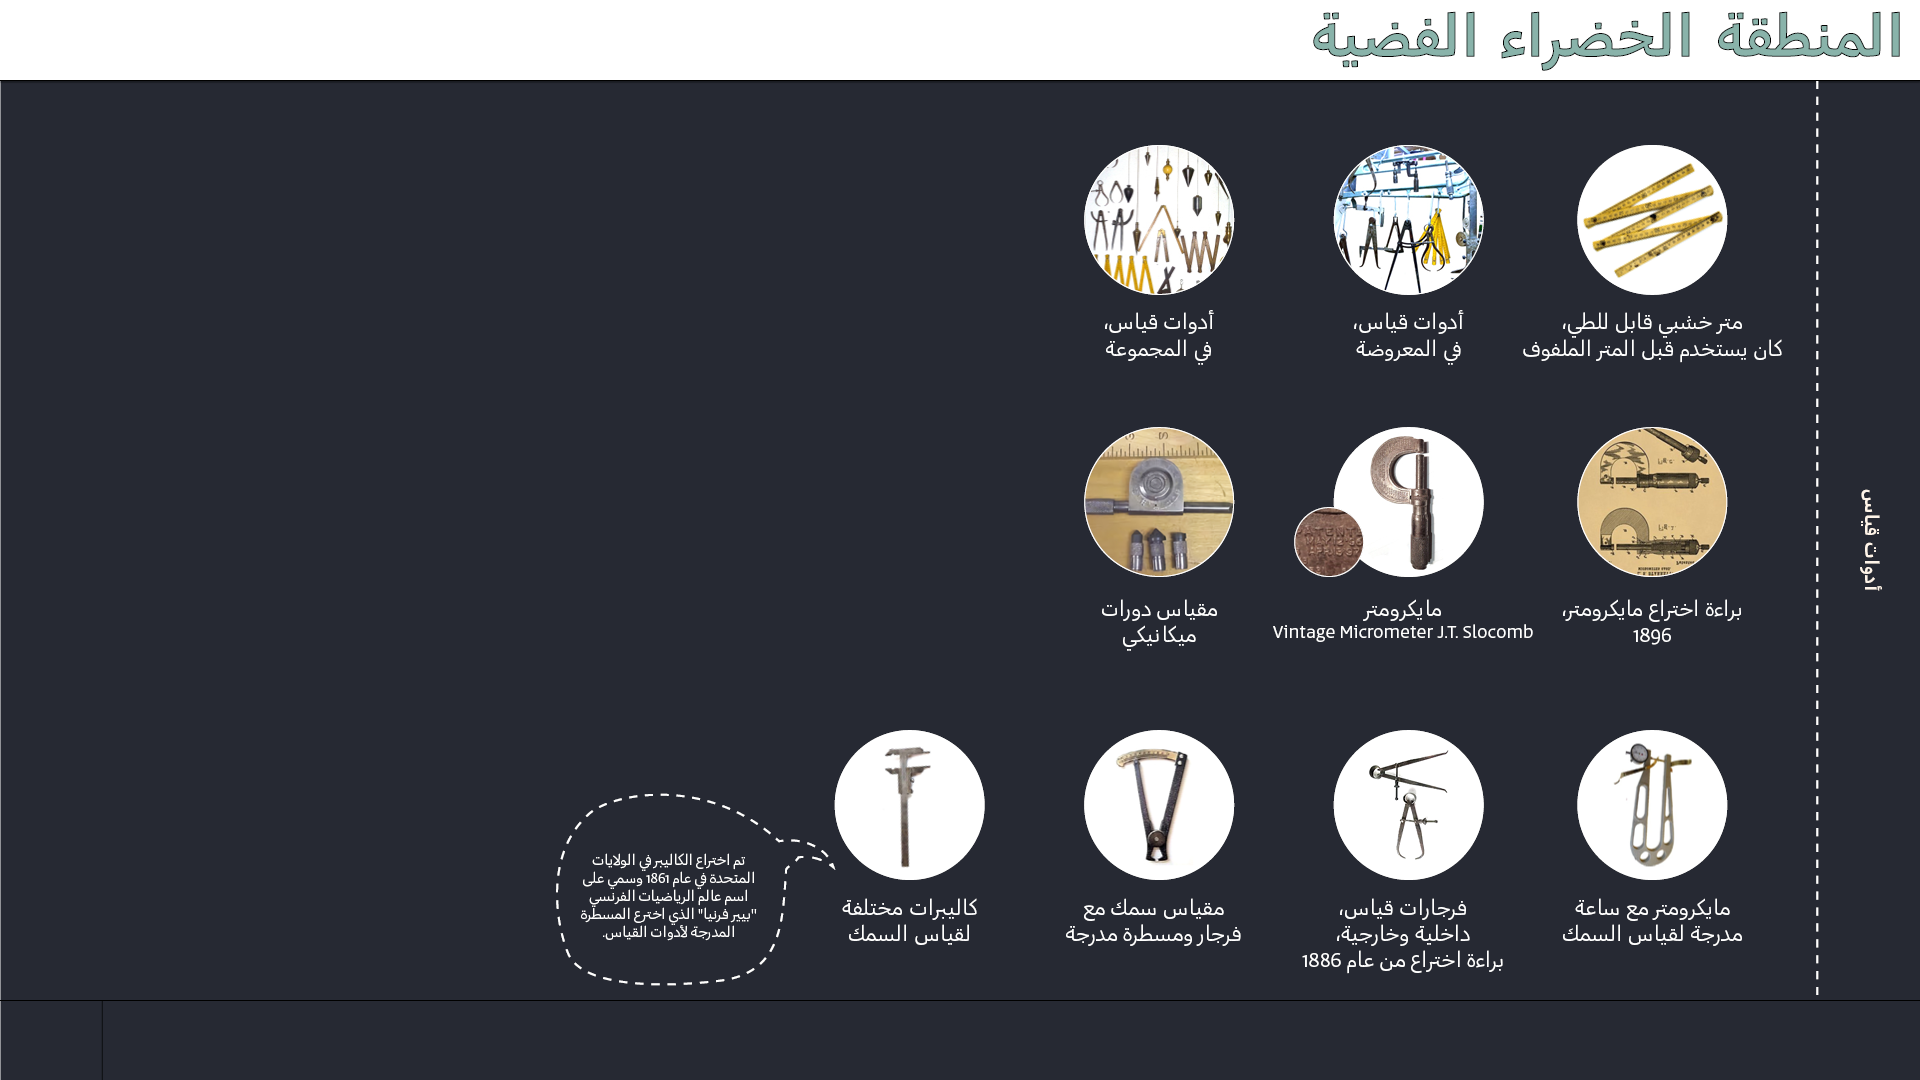 المنطقة الخضراء الفضية
أدوات قياس
متر خشبي قابل للطي،
كان يستخدم قبل المتر الملفوف
أدوات قياس،
في المعروضة
أدوات قياس،
في المجموعة
براءة اختراع مايكرومتر،
1896
مايكرومتر
Vintage Micrometer J.T. Slocomb
مقياس دورات
ميكانيكي
مايكرومتر مع ساعة
مدرجة لقياس السمك
فرجارات قياس،
داخلية وخارجية،
براءة اختراع من عام 1886
مقياس سمك مع
فرجار ومسطرة مدرجة
كاليبرات مختلفة
لقياس السمك
تم اختراع الكاليبر في الولايات
المتحدة في عام 1861 وسمي على
اسم عالم الرياضيات الفرنسي
"بيير فرنيا" الذي اخترع المسطرة
المدرجة لأدوات القياس.